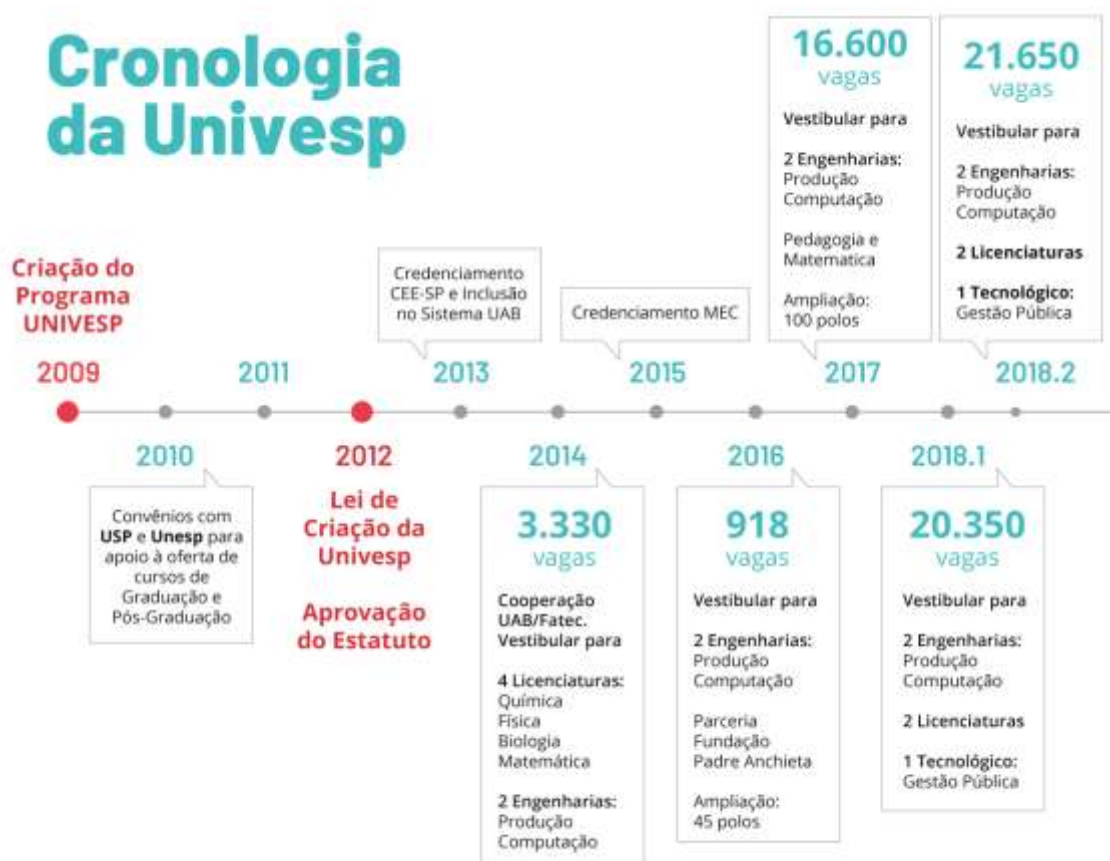 Cronologia
da Univesp
Criação do
Programa
UNIVESP
2009
2010
Convênios com
USP e Unesp para
apoio à oferta de
cursos de
Graduação e
Pós-Graduação
2011
2012
Lei de
Criação da
Univesp
Aprovação
do Estatuto
Credenciamento
CEE-SP e Inclusão
no Sistema UAB
2013
2014
3.330
vagas
Cooperação
UAB/Fatec.
Vestibular para
4 Licenciaturas:
Química
Física
Biologia
Matemática
2 Engenharias:
Produção
Computação
Credenciamento MEC
2015
2016
918
vagas
Vestibular para
2 Engenharias:
Produção
Computação
Parceria
Fundação
Padre Anchieta
Ampliação:
45 polos
16.600
vagas
Vestibular para
2 Engenharias:
Produção
Computação
Pedagogia e
Matematica
Ampliação:
100 polos
2017
2018.1
20.350
vagas
Vestibular para
2 Engenharias:
Produção
Computação
2 Licenciaturas
1 Tecnológico:
Gestão Pública
21.650
vagas
Vestibular para
2 Engenharias:
Produção
Computação
2 Licenciaturas
1 Tecnológico:
Gestão Pública
2018.2